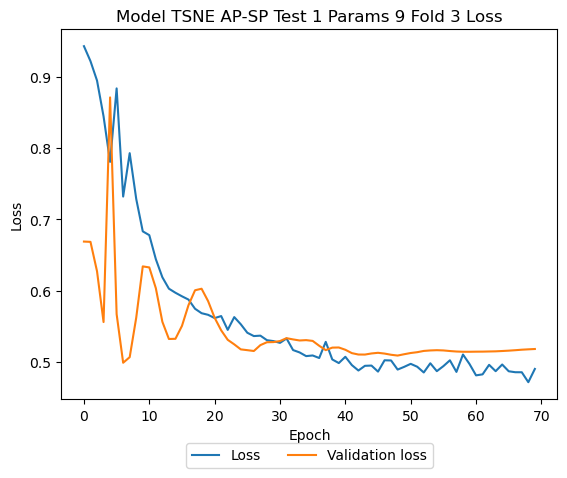 Model TSNE AP-SP Test 1 Params 9 Fold 3 Loss
0.9
0.8
0.7
0.6
0.5
Loss
0 10 20 30 40 50 60 70
Epoch
Loss Validation loss